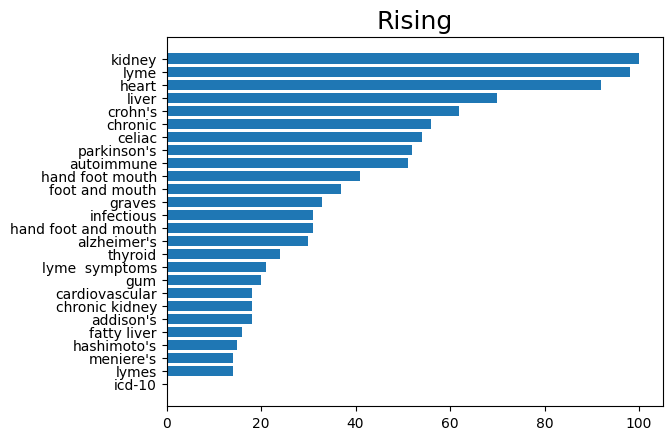 Rising
kidney
lyme
heart
liver
crohn's
chronic
celiac
parkinson's
autoimmune
hand foot mouth
foot and mouth
graves
infectious
hand foot and mouth
alzheimer's
thyroid
lyme  symptoms
gum
cardiovascular
chronic kidney
addison's
fatty liver
hashimoto's
meniere's
lymes
icd-10
0 20 40 60 80 100